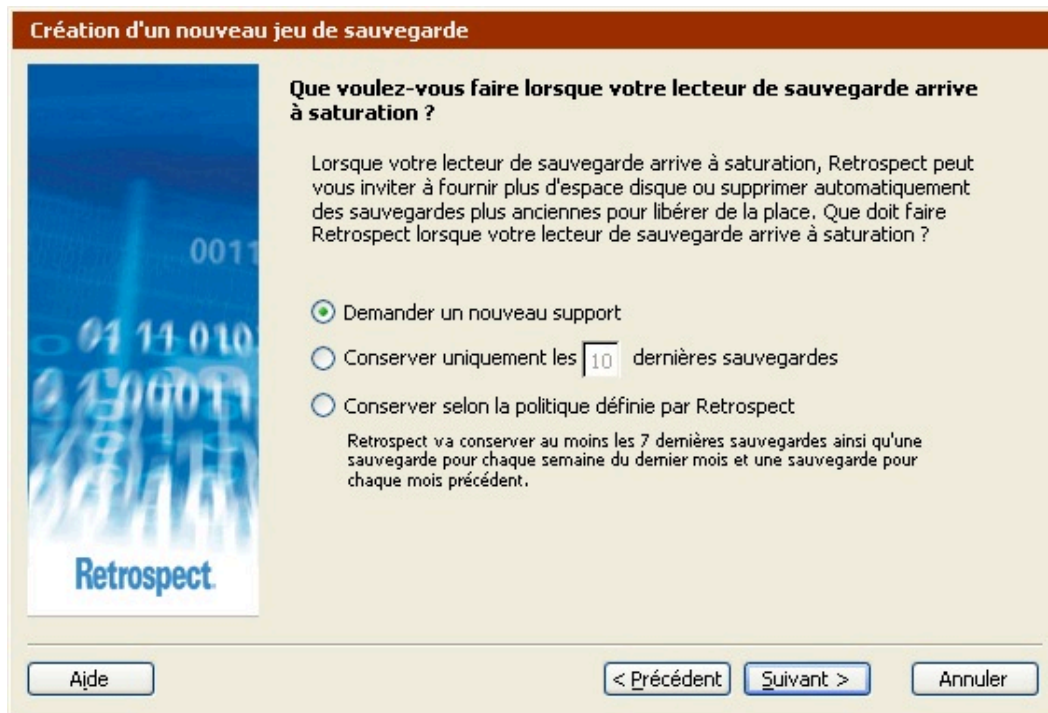 Création d'un nouveau jeu de sauvegarde
Que voulez-vous faire lorsque votre lecteur de sauvegarde arrive
à saturation ?
Lorsque votre lecteur de sauvegarde arrive à saturation, Retrospect peut
vous inviter à fournir plus d'espace disque ou supprimer automatiquement
des sauvegardes plus anciennes pour libérer de la place. Que doit faire
Retrospect lorsque votre lecteur de sauvegarde arrive à saturation ?
Demander un nouveau support
Conserver uniquement les 10 dernières sauvegardes
Conserver selon la politique définie par Retrospect
Retrospect va conserver au moins les 7 dernières sauvegardes ainsi qu'une
sauvegarde pour chaque semaine du dernier mois et une sauvegarde pour
chaque mois précédent.
0011
01 11 010
Retrospect
Aide
< Précédent
Suivant >
Annuler